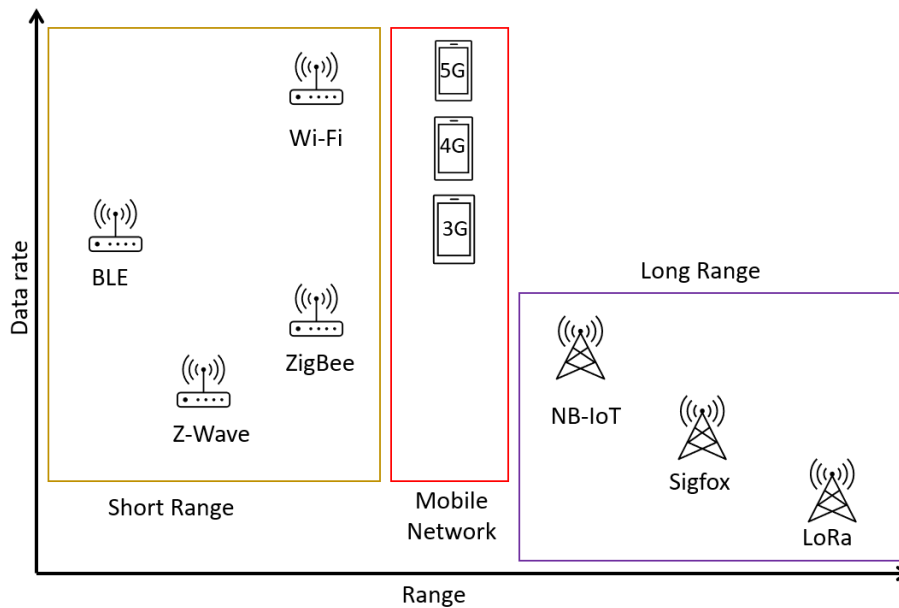 5G
Wi-Fi
4G
3G
BLE
Long Range
Data rate
ZigBee
NB-IoT
Z-Wave
Sigfox
Short Range
Mobile
Network
LoRa
Range